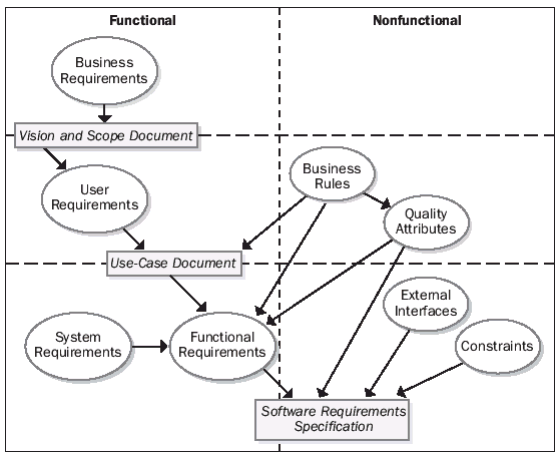 Functional
Nonfunctional
Business
Requirements
Vision and Scope Document
Business
Rules
User
Requirements
Quality
Attributes
Use-Case Document
External
Interfaces
System
Requirements
Functional
Requirements
Constraints
Software Requirements
Specification